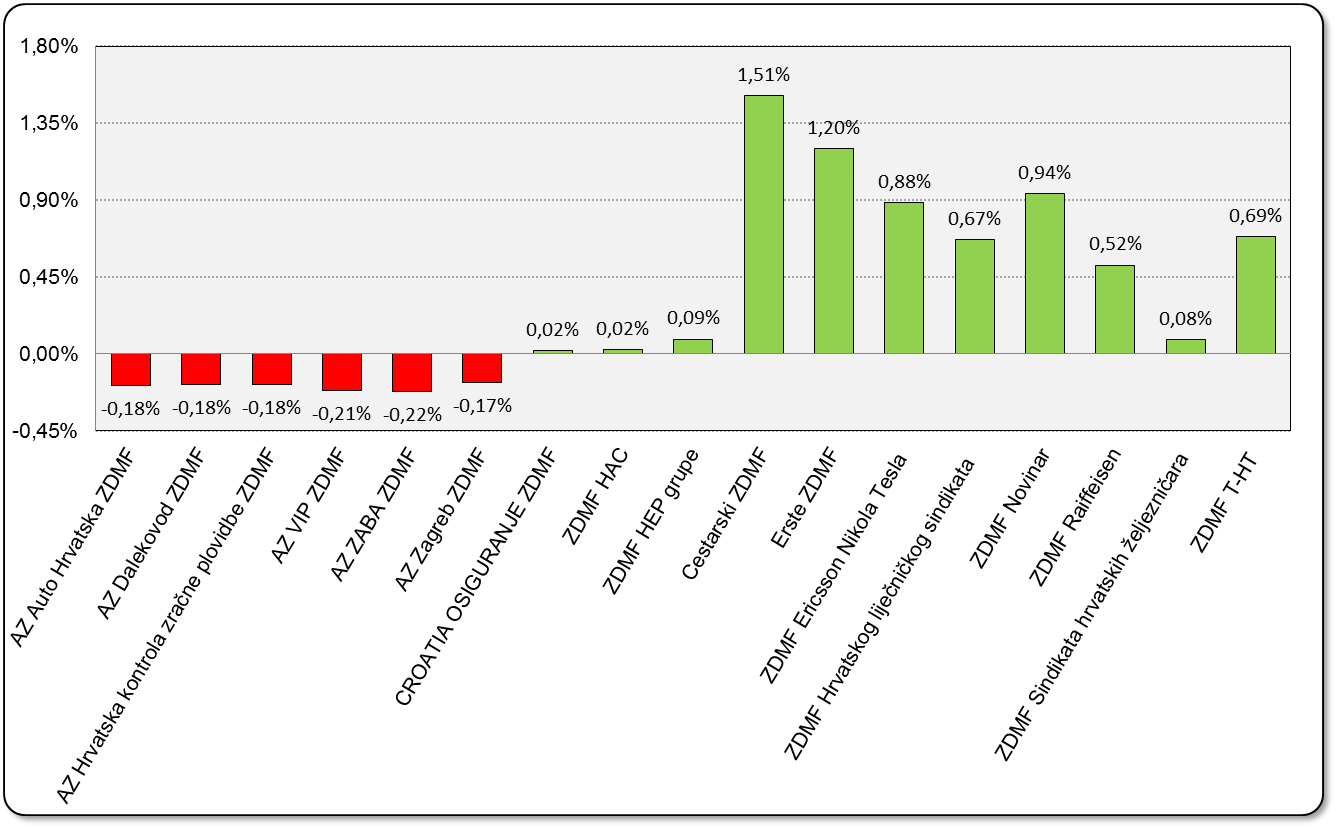 1,80%
1,35%
0,90%
0,45%
0,00%
-0,45%
-0,18%
-0,18%
-0,18%
-0,21%
-0,22%
-0,17%
0,02%
0,02%
0,09%
1,51%
1,20%
0,88%
0,67%
0,94%
0,52%
0,08%
0,69%
AZ Auto Hrvatska ZDMF
AZ Dalekovod ZDMF
AZ Hrvatska kontrola zračne plovidbe ZDMF
AZ VIP ZDMF
AZ ZABA ZDMF
AZ Zagreb ZDMF
CROATIA OSIGURANJE ZDMF
ZDMF HAC
ZDMF HEP grupe
Cestarski ZDMF
Erste ZDMF
ZDMF Ericsson Nikola Tesla
ZDMF Hrvatskog liječničkog sindikata
ZDMF Novinar
ZDMF Raiffeisen
ZDMF Sindikata hrvatskih željezničara
ZDMF T-HT